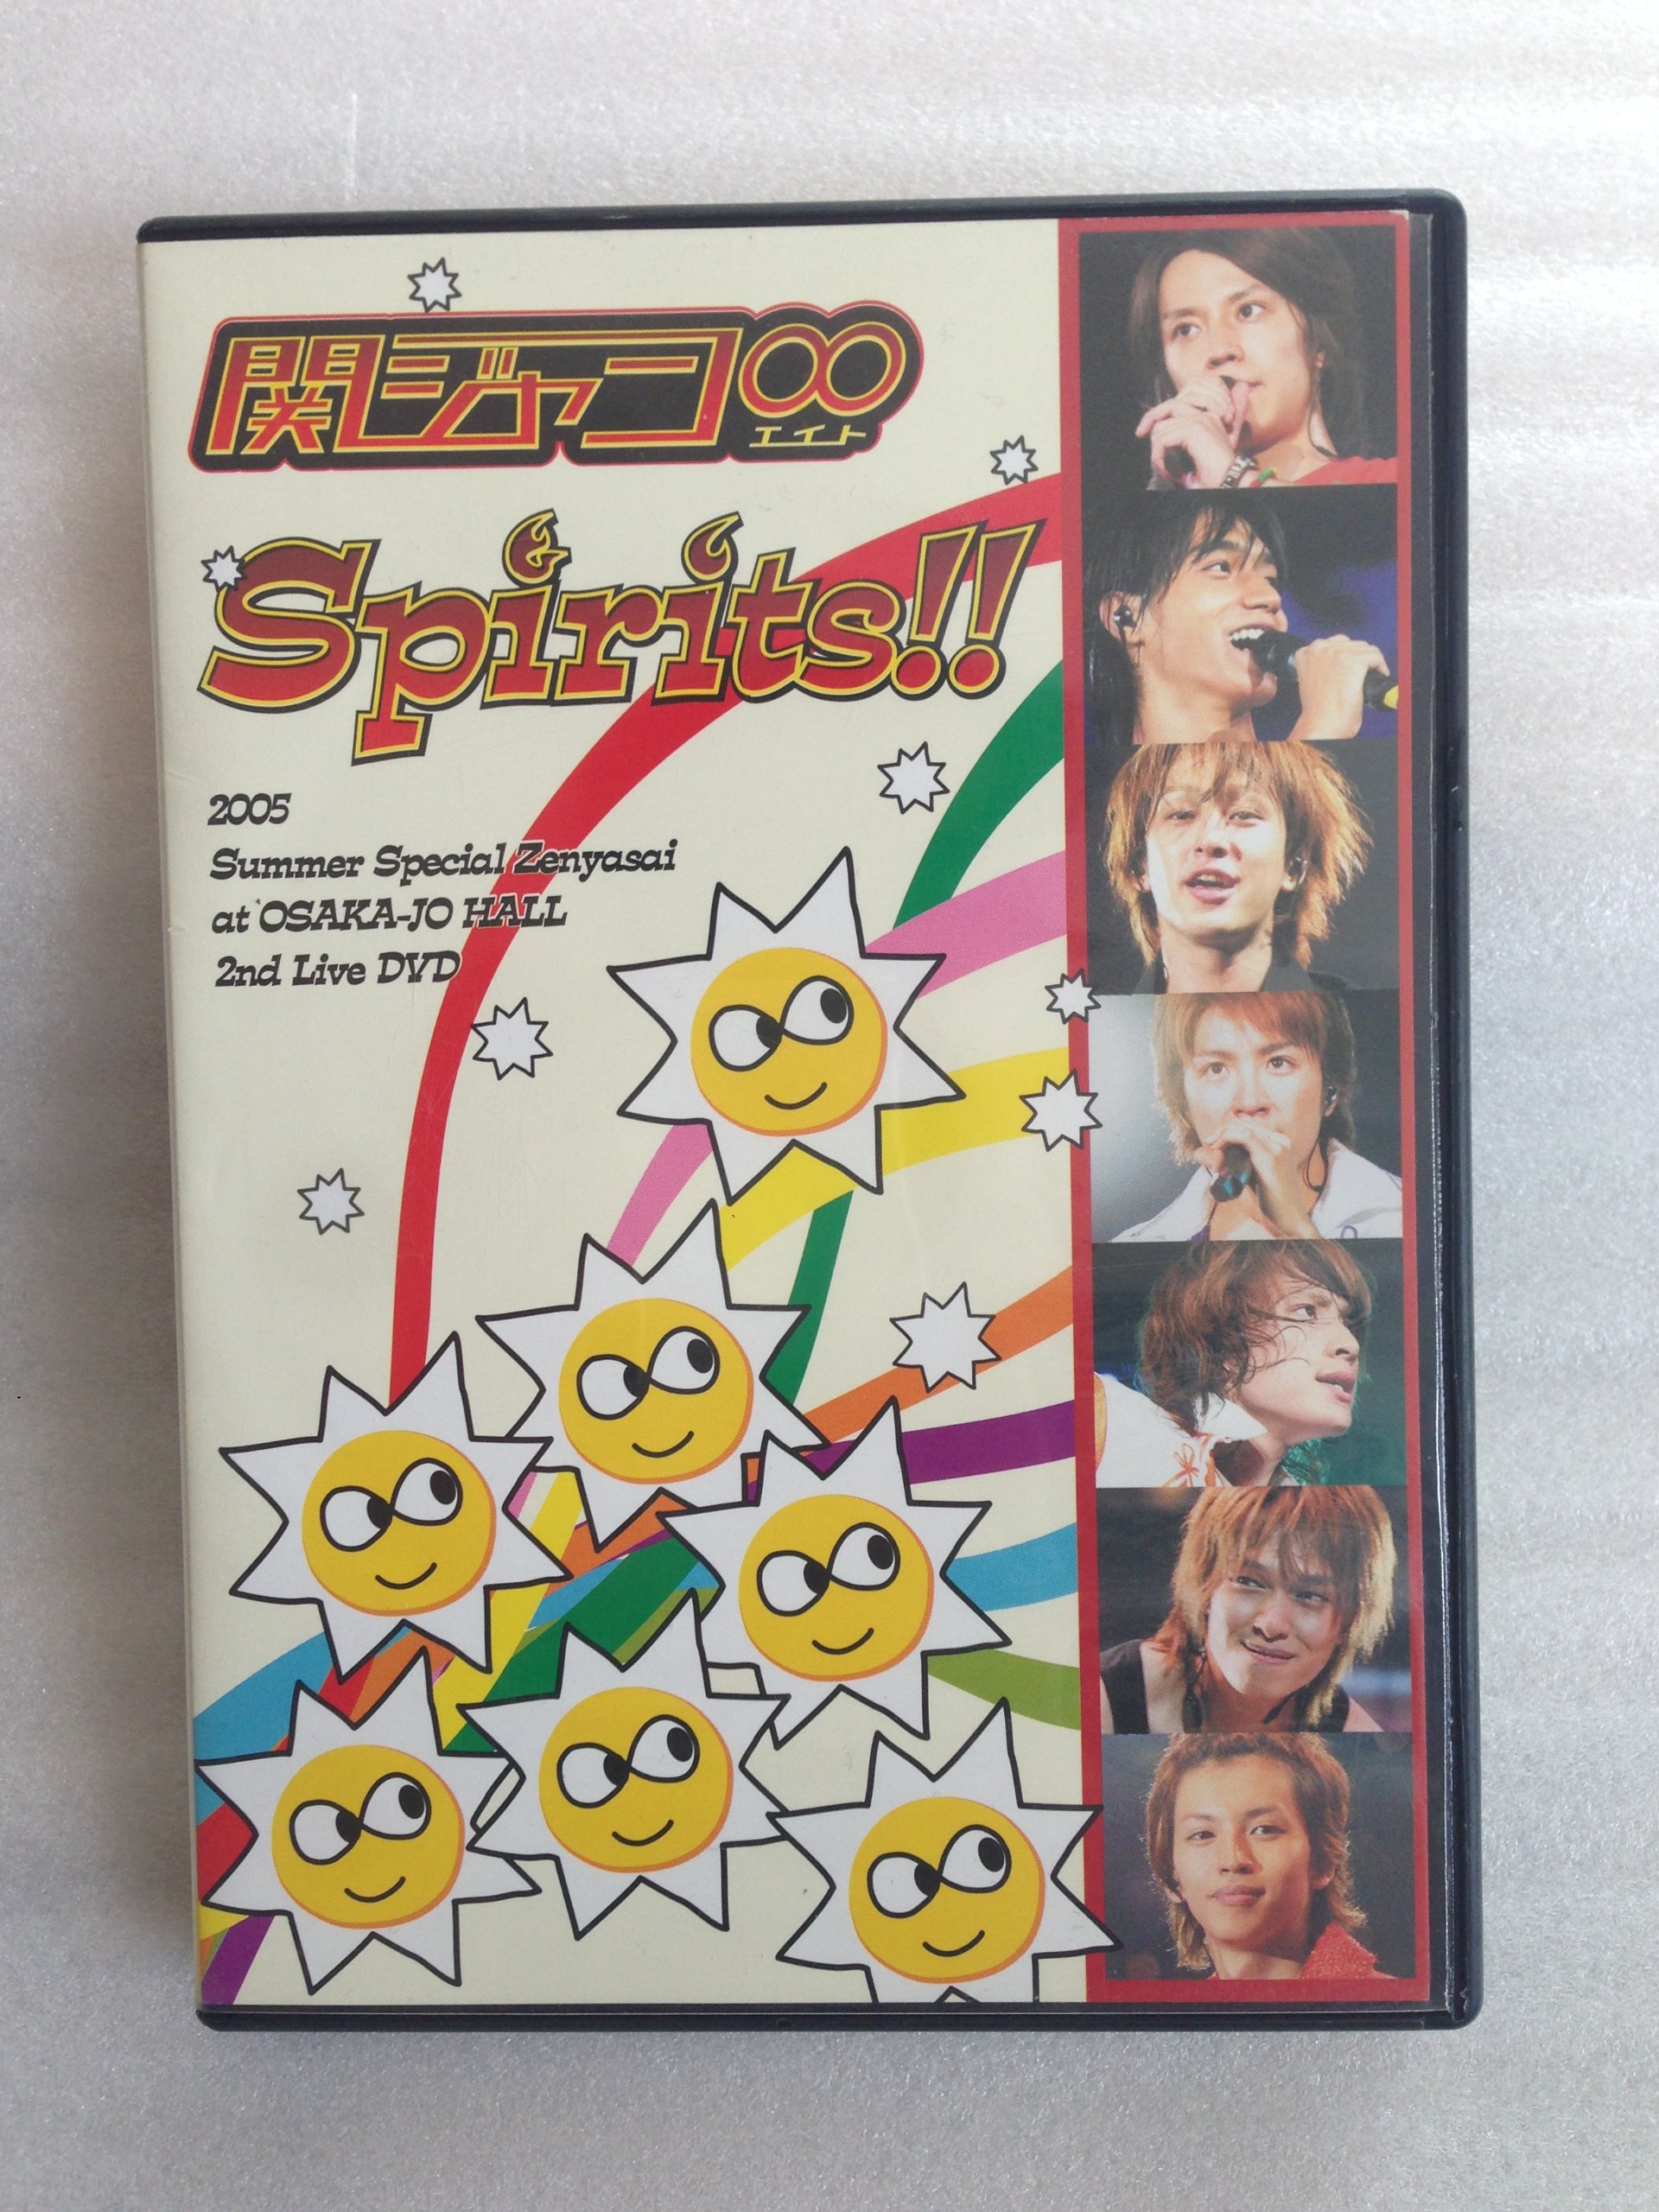 関ジャニ∞
エイト
Spirits!!
2005
Summer Special Zenyasai
at OSAKA-JO HALL
2nd Live DVD